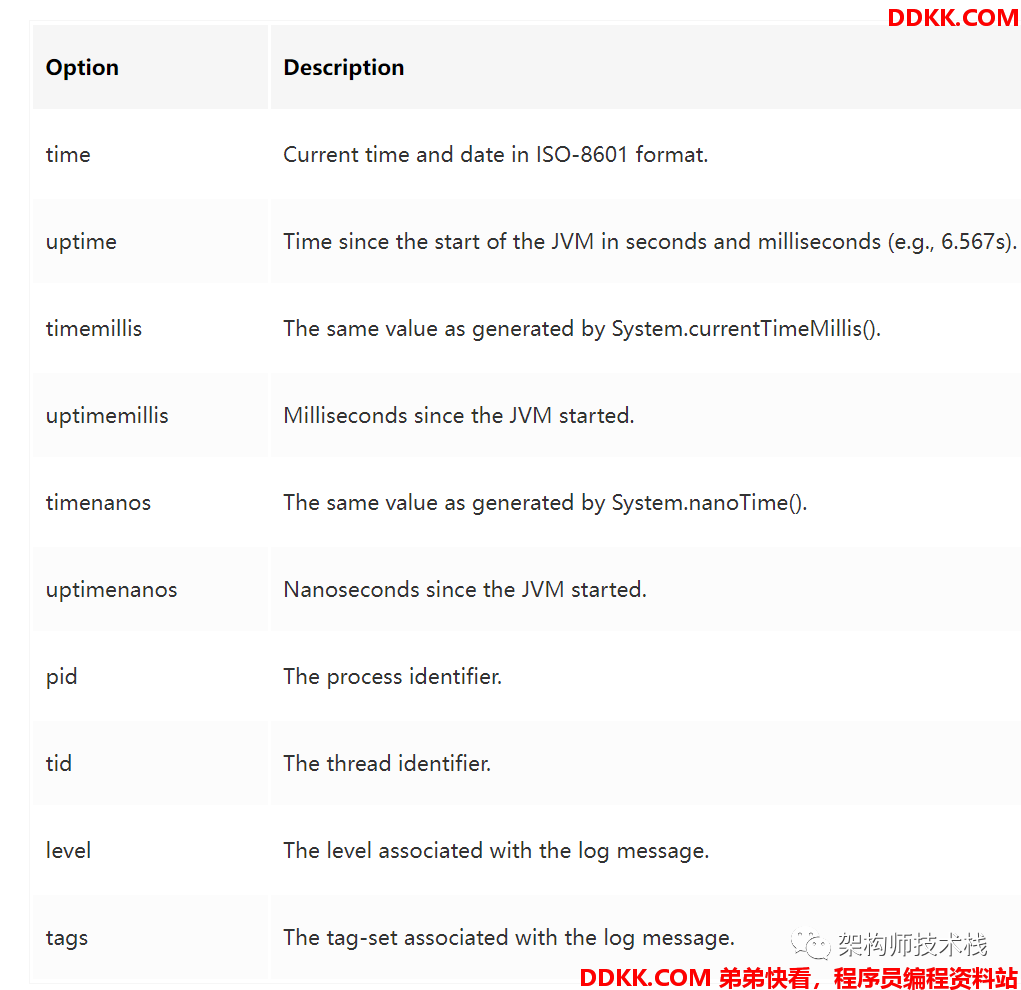 DDKK.COM
Option Description
time Current time and date in ISO-8601 format.
uptime Time since the start of the JVM in seconds and milliseconds (e.g., 6.567s).
timemillis The same value as generated by System.currentTimeMillis().
uptimemillis Milliseconds since the JVM started.
timenanos The same value as generated by System.nanoTime().
uptimenanos Nanoseconds since the JVM started.
pid The process identifier.
tid The thread identifier.
level The level associated with the log message.
tags The tag-set associated with the log message.
架构师技术栈
DDKK.COM 弟弟快看，程序员编程资料站